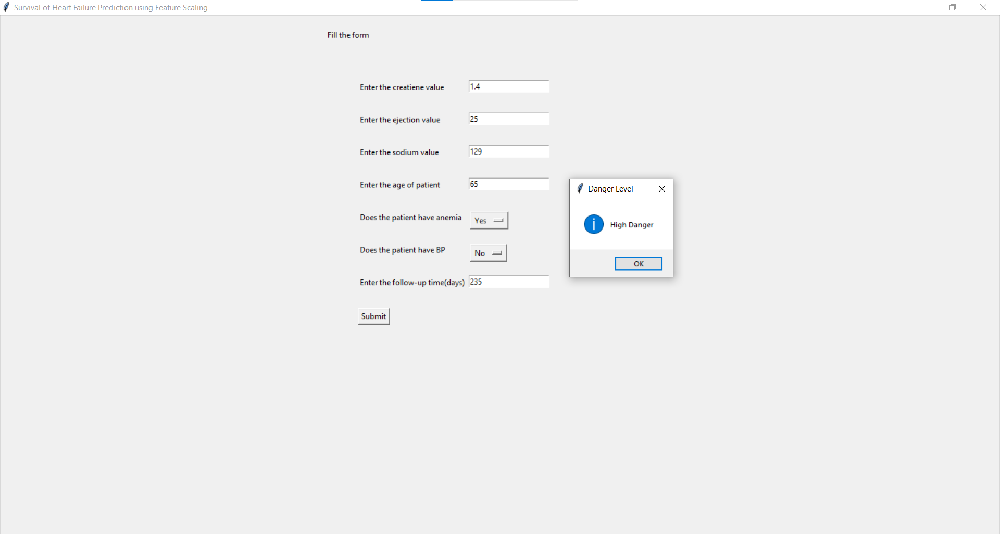 Survival of Heart Failure Prediction using Feature Scaling
Fill the form
Enter the creatiene value 1.4
Enter the ejection value 25
Enter the sodium value 129
Enter the age of patient 65
Does the patient have anemia Yes
Does the patient have BP No
Enter the follow-up time(days) 235
Submit
Danger Level
High Danger
OK